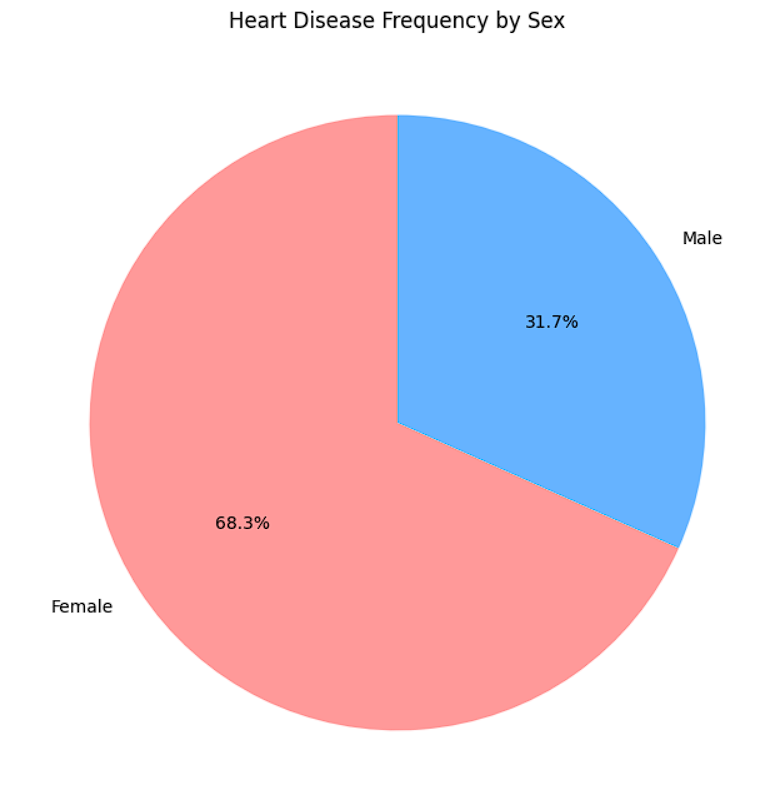 Heart Disease Frequency by Sex
Male
31.7%
68.3%
Female